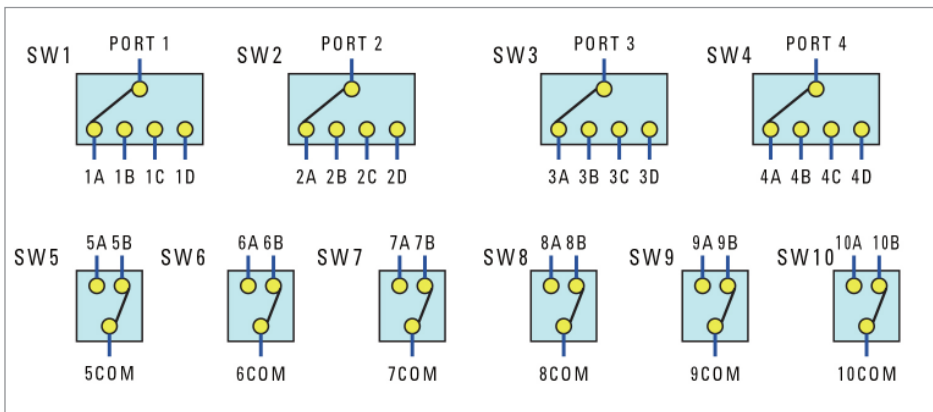 SW1 PORT 1 SW2 PORT 2 SW3 PORT 3 SW4 PORT 4
1A 1B 1C 1D 2A 2B 2C 2D 3A 3B 3C 3D 4A 4B 4C 4D
SW5 5A 5B SW6 6A 6B SW7 7A 7B SW8 8A 8B SW9 9A 9B SW10 10A 10B
5COM 6COM 7COM 8COM 9COM 10COM